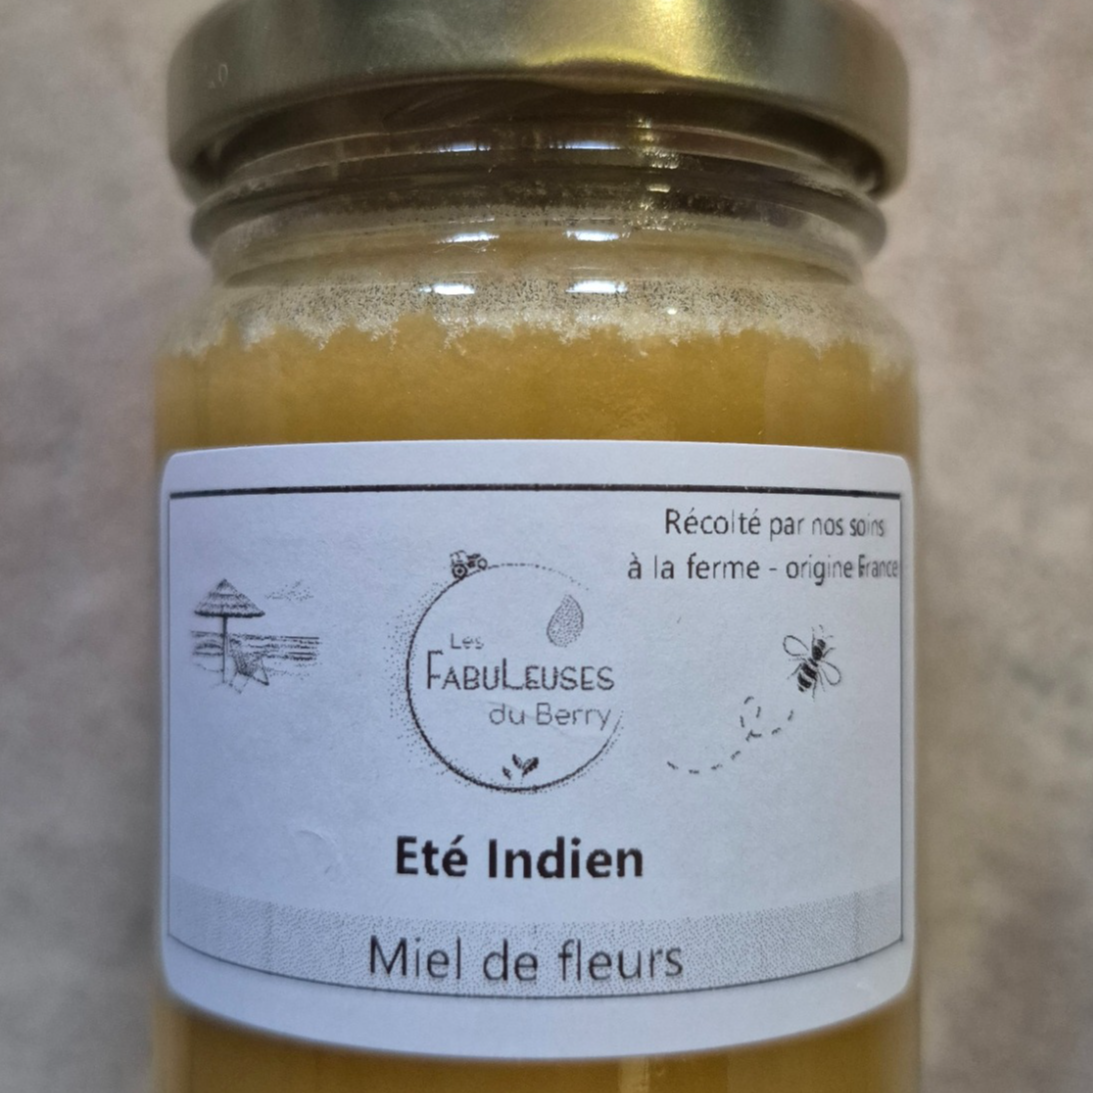 Récolté par nos soins
à la ferme - origine France
Les
FABULEUSES
du Berry
Eté Indien
Miel de fleurs